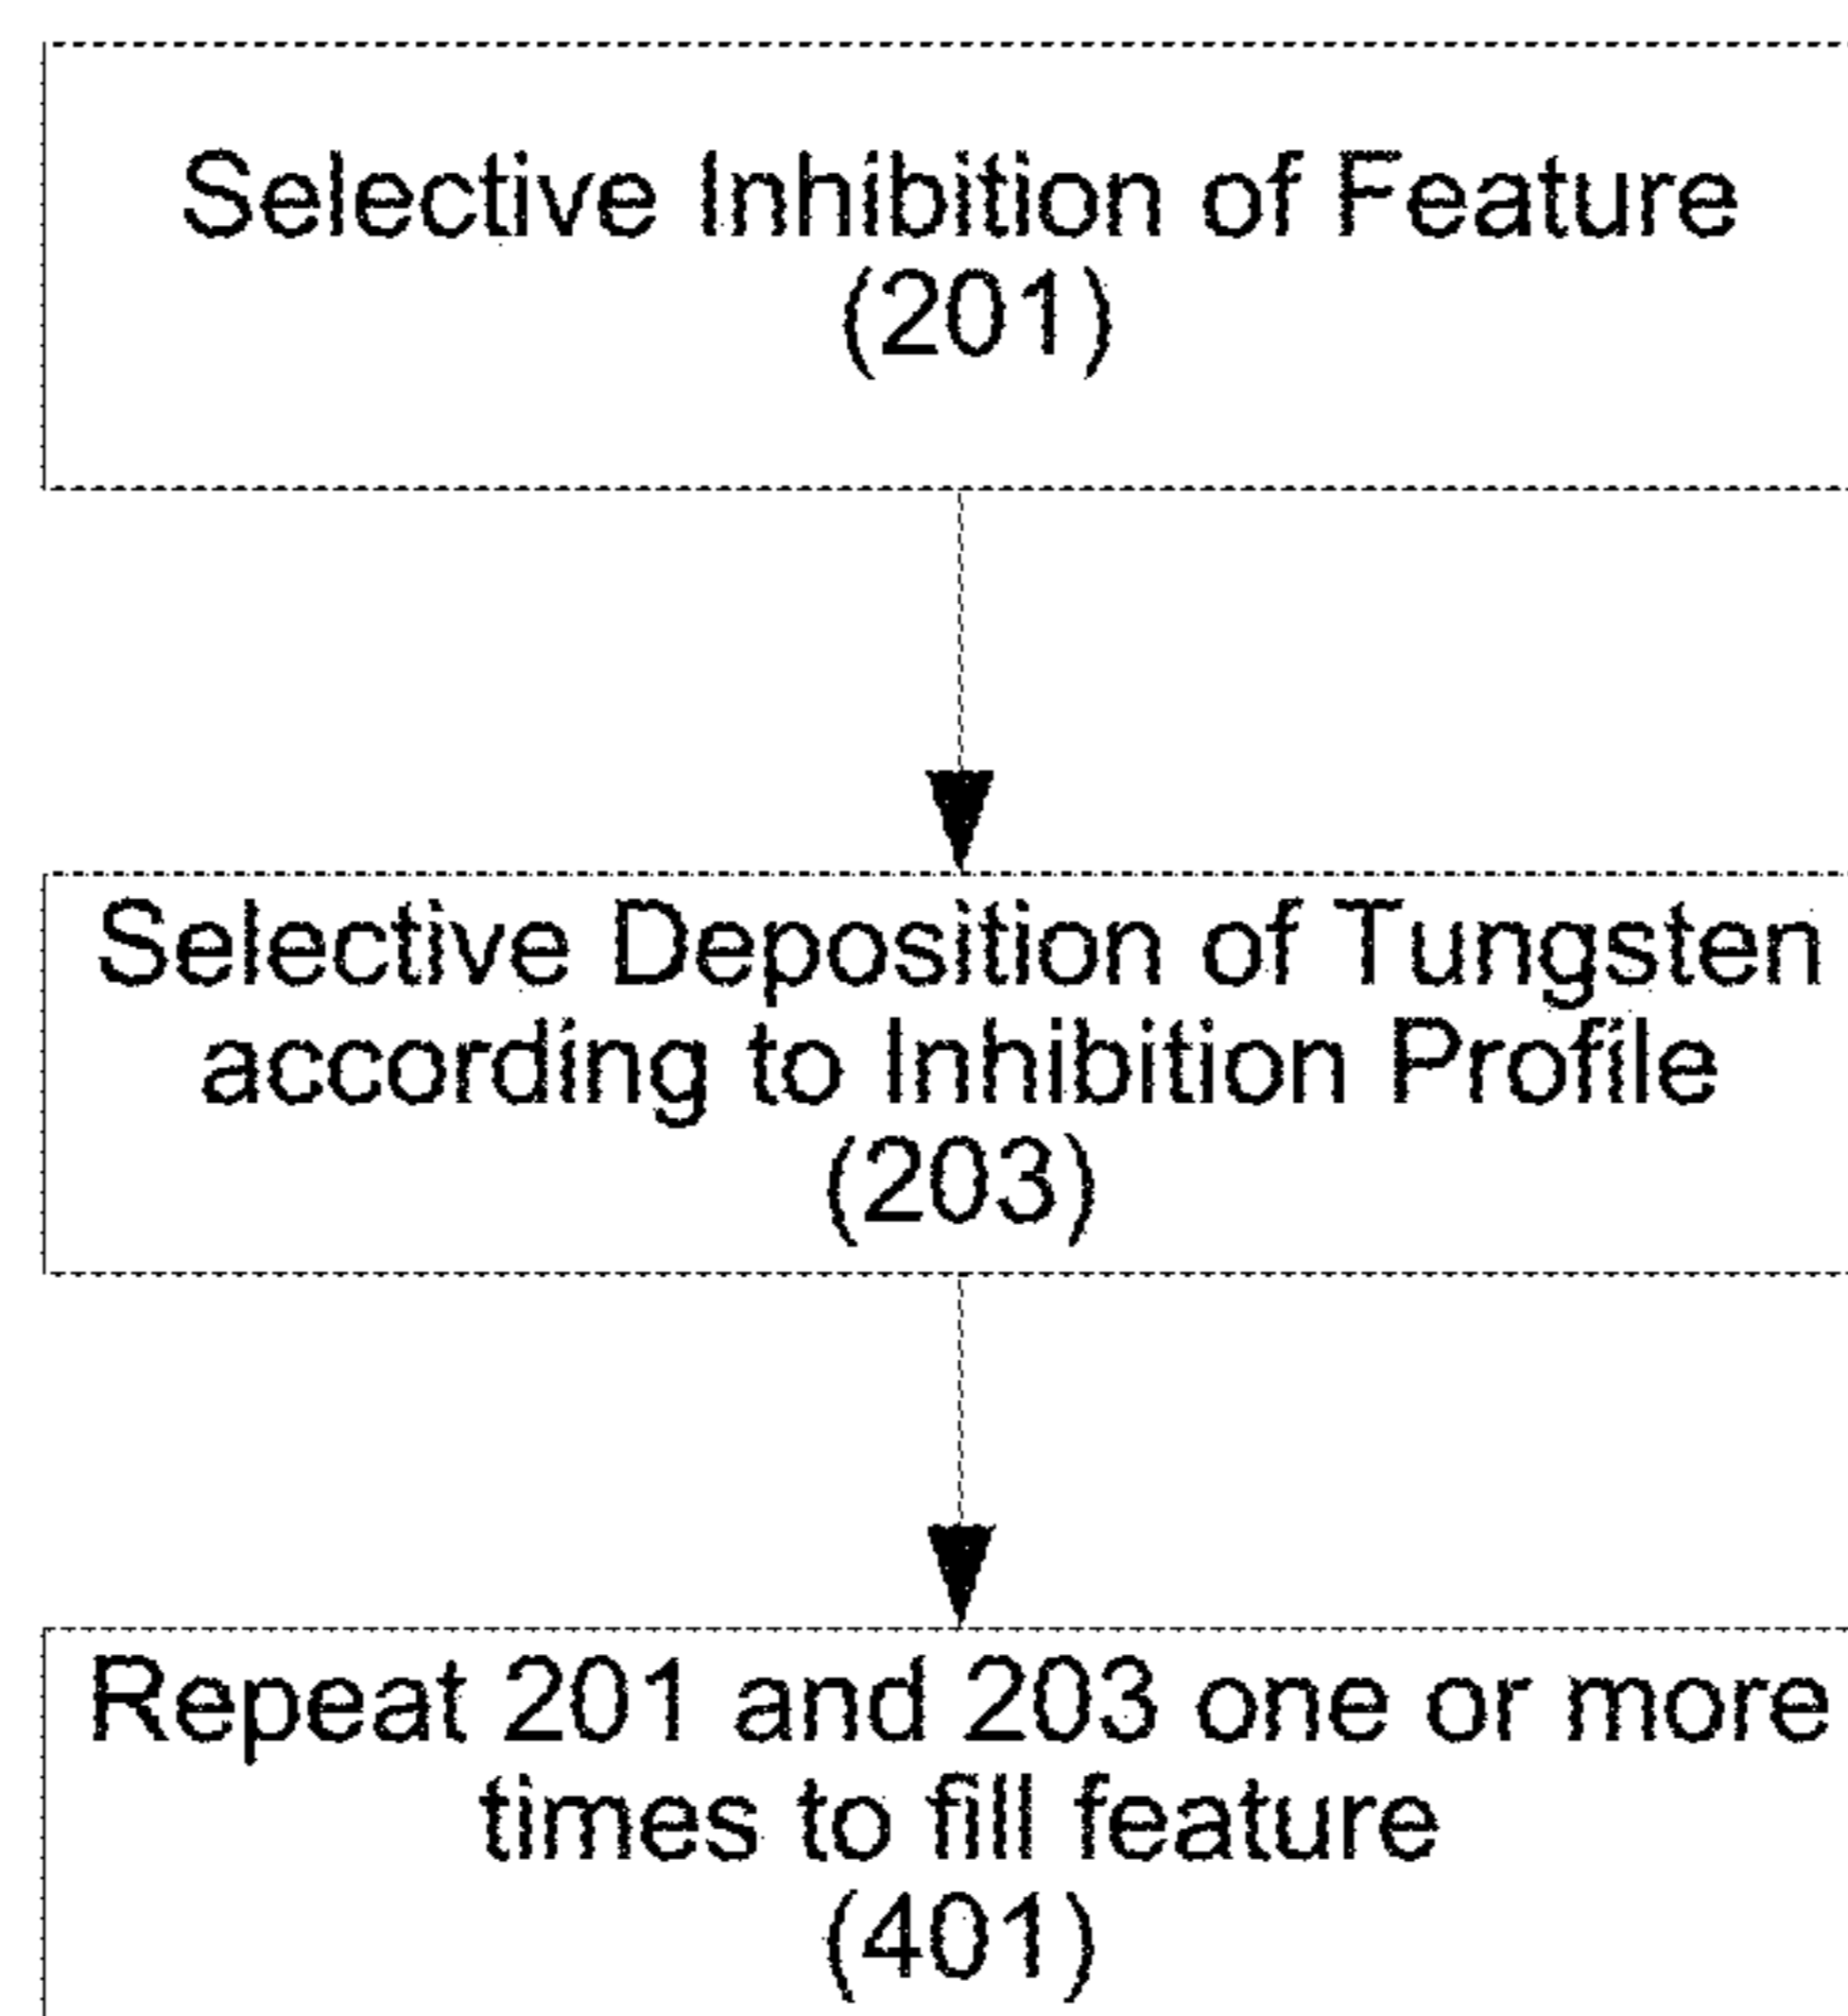 Selective Inhibition of Feature
(201)
Selective Deposition of Tungsten
according to Inhibition Profile
(203)
Repeat 201 and 203 one or more
times to fill feature
(401)